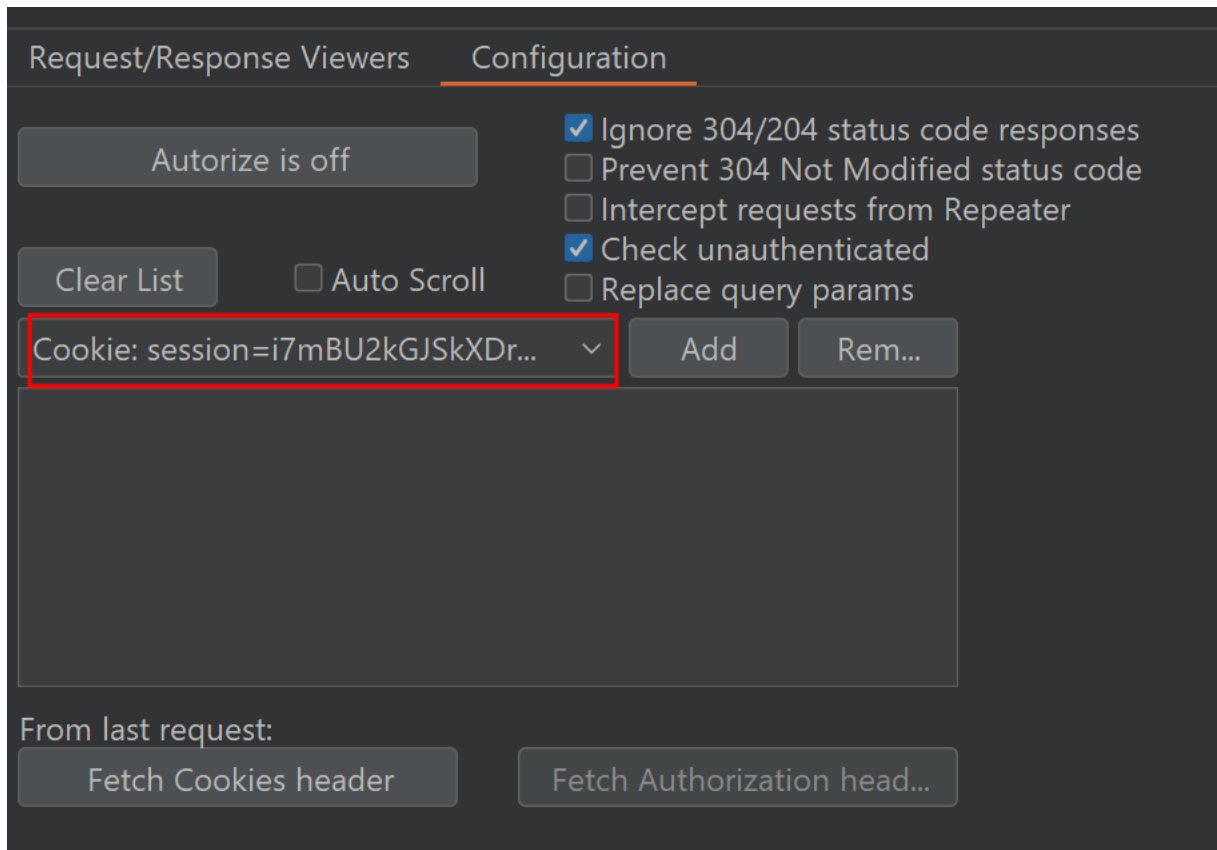 Request/Response Viewers Configuration
Autorize is off
Ignore 304/204 status code responses
Prevent 304 Not Modified status code
Intercept requests from Repeater
Check unauthenticated
Replace query params
Clear List
Auto Scroll
Cookie: session=i7mBU2kGJSkXDr...
Add
Rem...
From last request:
Fetch Cookies header
Fetch Authorization head...